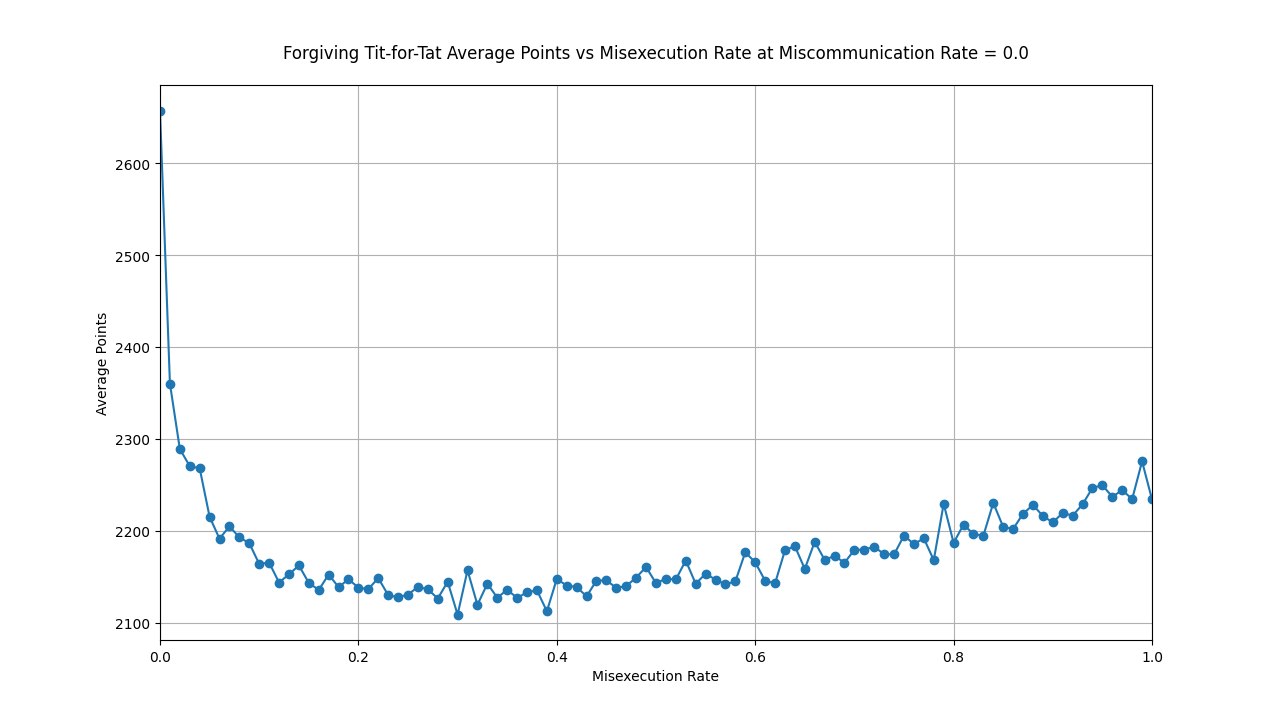 Forgiving Tit-for-Tat Average Points vs Misexecution Rate at Miscommunication Rate = 0.0
Average Points
2600
2500
2400
2300
2200
2100
0.0 0.2 0.4 0.6 0.8 1.0
Misexecution Rate